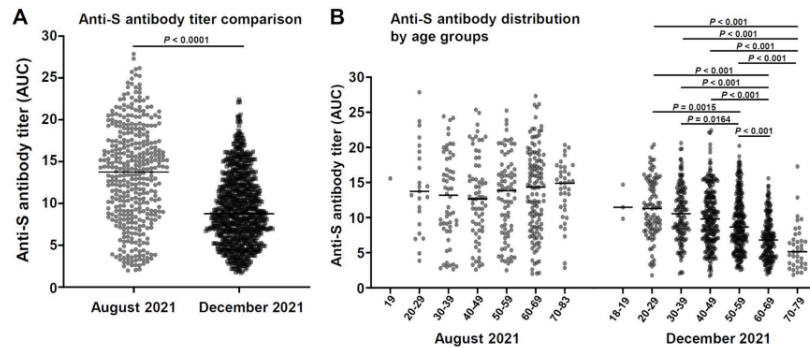 A
Anti-S antibody titer comparison
P < 0.0001
30
25
20
15
10
5
0
Anti-S antibody titer (AUC)
August 2021
December 2021
B
Anti-S antibody distribution
by age groups
P < 0.001
P < 0.001
P < 0.001
P < 0.001
P < 0.001
P < 0.001
P < 0.001
P = 0.0015
P = 0.0164
P < 0.001
30
25
20
15
10
5
0
Anti-S antibody titer (AUC)
19
20-29
30-39
40-49
50-59
60-69
70-83
18-19
20-29
30-39
40-49
50-59
60-69
70-79
August 2021
December 2021